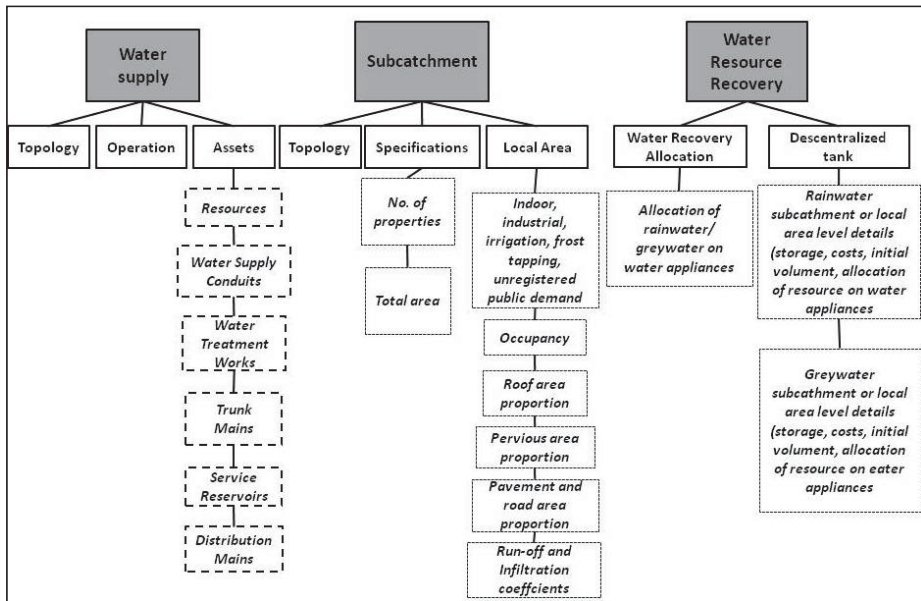 Water
supply
Subcatchment
Water
Resource
Recovery
Topology
Operation
Assets
Topology
Specifications
Local Area
Water Recovery
Allocation
Descentralized
tank
Resources
Water Supply
Conduits
Water
Treatment
Works
Trunk
Mains
Service
Reservoirs
Distribution
Mains
No. of
properties
Total area
Indoor,
industrial,
irrigation, frost
tapping,
unregistered
public demand
Occupancy
Roof area
proportion
Pervious area
proportion
Pavement and
road area
proportion
Run-off and
Infiltration
coeffcients
Allocation of
rainwater/
greywater on
water appliances
Rainwater
subcathment or local
area level details
(storage, costs, initial
volument, allocation
of resource on water
appliances
Greywater
subcathment or local
area level details
(storage, costs, initial
volument, allocation
of resource on eater
appliances